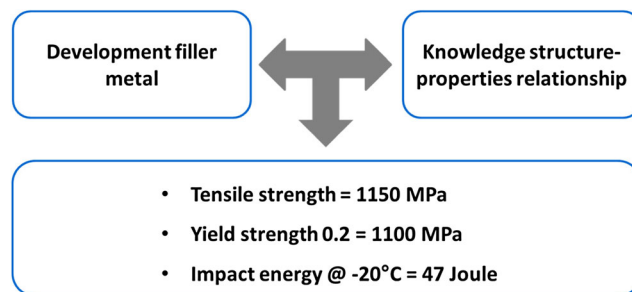 Development filler
metal
Knowledge structure-
properties relationship
• Tensile strength = 1150 MPa
• Yield strength 0.2 = 1100 MPa
• Impact energy @ -20°C = 47 Joule